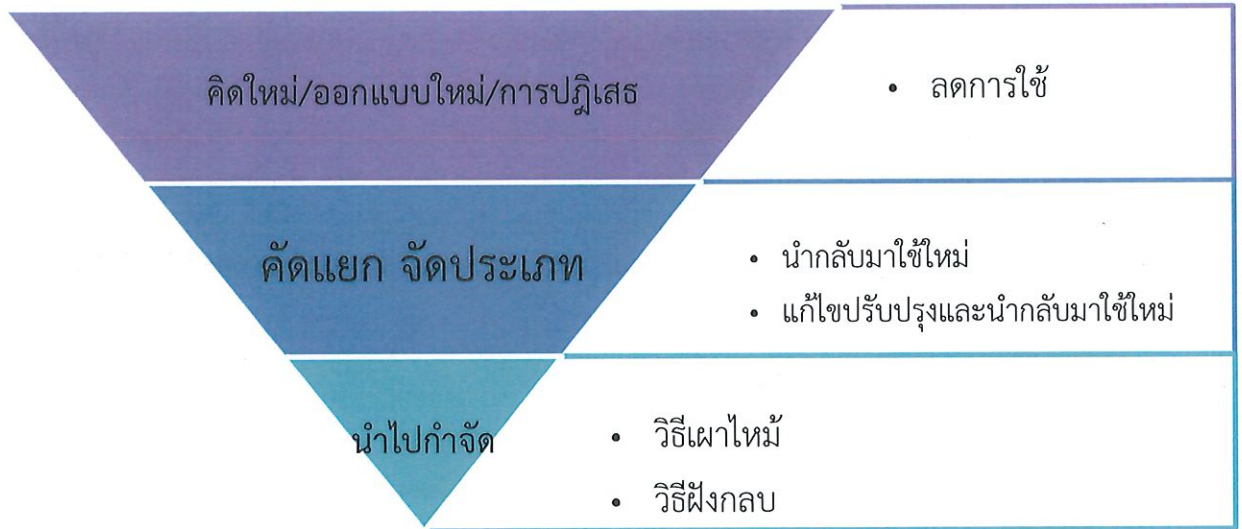 คิดใหม่/ออกแบบใหม่/การปฎิเสธ
• ลดการใช้
คัดแยก จัดประเภท
• นำกลับมาใช้ใหม่
• แก้ไขปรับปรุงและนำกลับมาใช้ใหม่
นำไปกำจัด
• วิธีเผาไหม้
• วิธีฝังกลบ